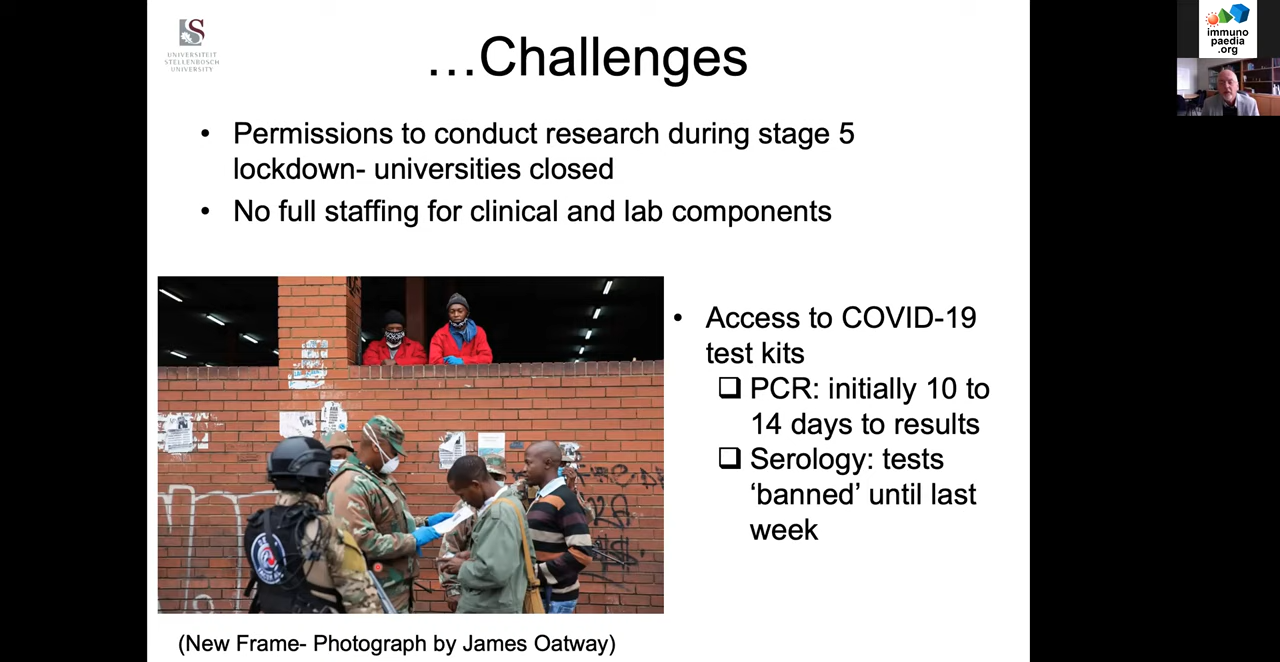 UNIVERSITEIT
STELLENBOSCH
UNIVERSITY
…Challenges
immuno
paedia
.org
• Permissions to conduct research during stage 5
lockdown- universities closed
• No full staffing for clinical and lab components
• Access to COVID-19
test kits
❑ PCR: initially 10 to
14 days to results
❑ Serology: tests
‘banned’ until last
week
(New Frame- Photograph by James Oatway)